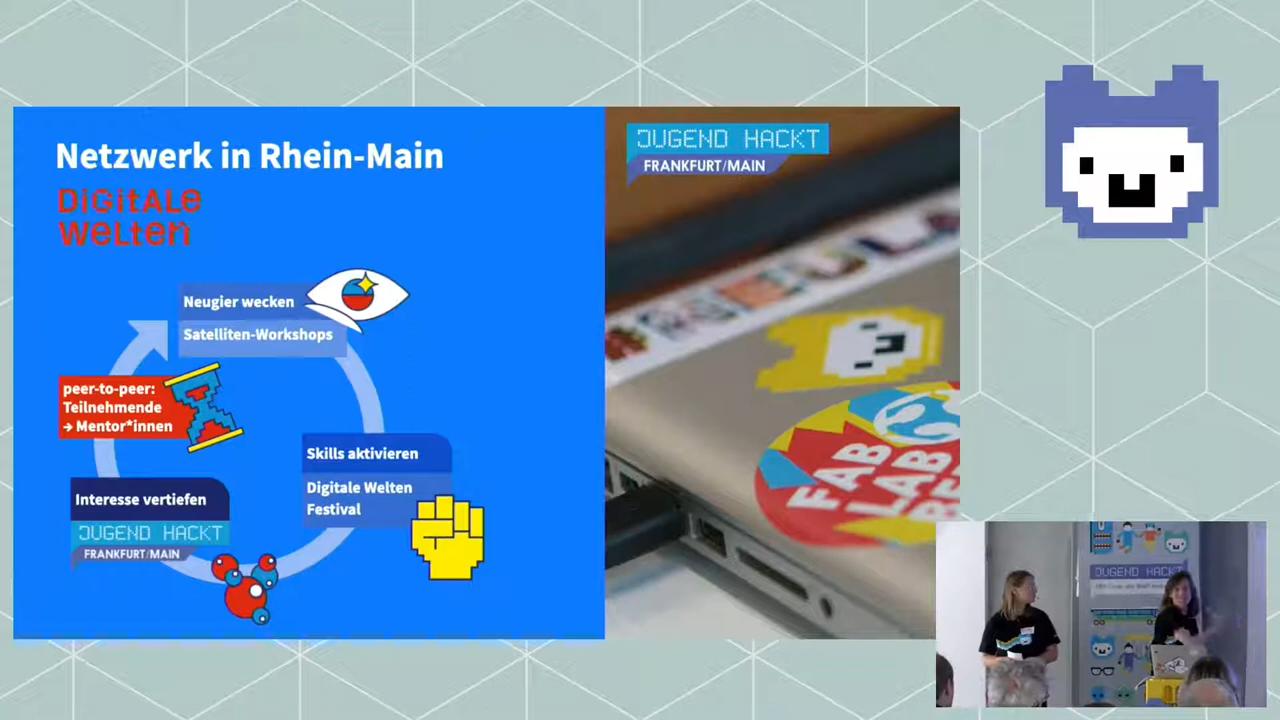 Netzwerk in Rhein-Main
DiGitALe
WeLten
Neugier wecken
Satelliten-Workshops
peer-to-peer:
Teilnehmende
→ Mentor*innen
Skills aktivieren
Digitale Welten
Festival
Interesse vertiefen
JUGEND HACKT
FRANKFURT/MAIN
JUGEND HACKT
FRANKFURT/MAIN
FAB
LAB
JUGEND HACKT